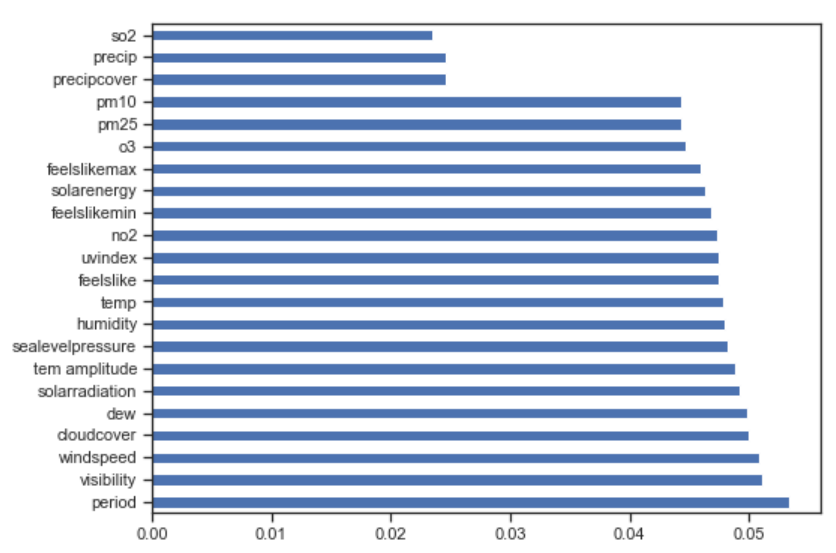 so2
precip
precipcover
pm10
pm25
o3
feelslikemax
solarenergy
feelslikemin
no2
uvindex
feelslike
temp
humidity
sealevelpressure
tem amplitude
solarradiation
dew
cloudcover
windspeed
visibility
period
0.00 0.01 0.02 0.03 0.04 0.05